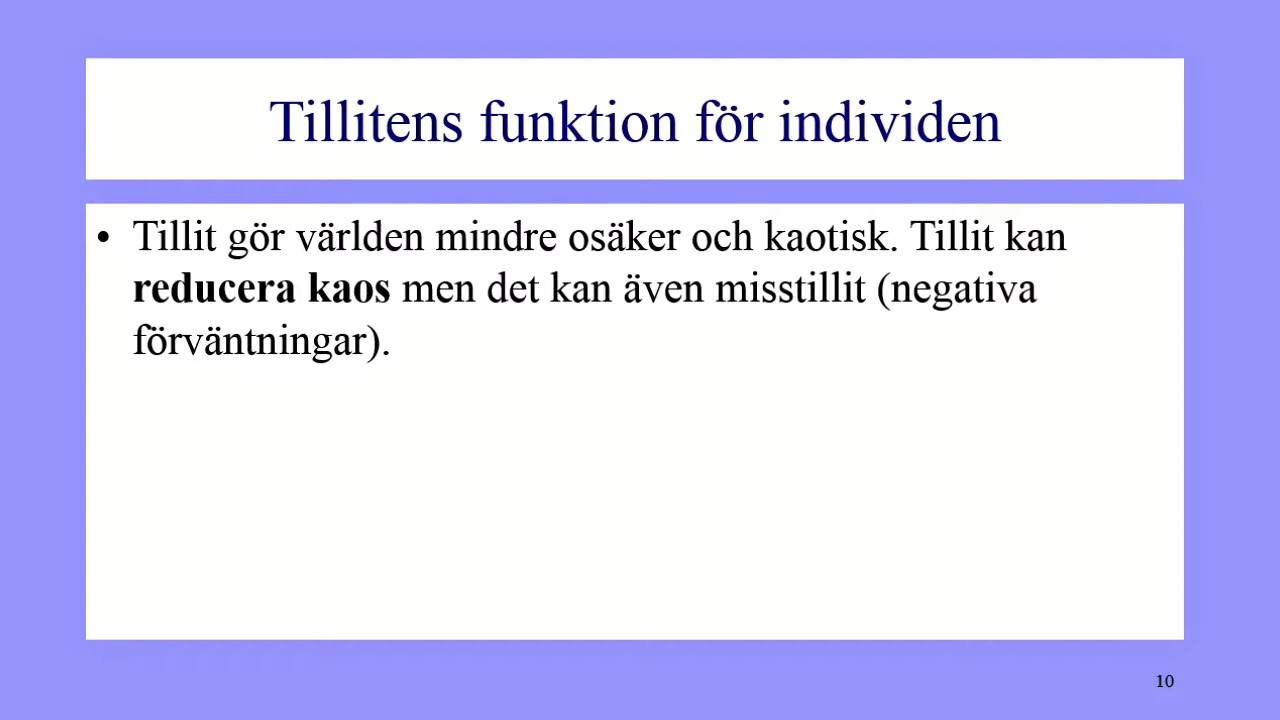 Tillitens funktion för individen
• Tillit gör världen mindre osäker och kaotisk. Tillit kan
reducera kaos men det kan även misstillit (negativa
förväntningar).
10